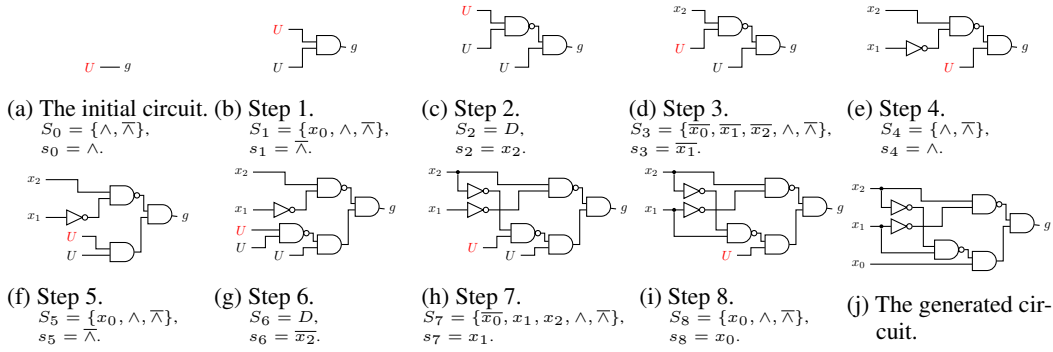 U g
(a) The initial circuit.
S₀ = {∧, ∧̅},
s₀ = ∧.
U
U
g
(b) Step 1.
S₁ = {x₀, ∧, ∧̅},
s₁ = ∧̅.
U
U
U
g
(c) Step 2.
S₂ = D,
s₂ = x₂.
x₂
U
U
g
(d) Step 3.
S₃ = {x̅₀, x̅₁, x̅₂, ∧, ∧̅},
s₃ = x̅₁.
x₂
x₁
U
g
(e) Step 4.
S₄ = {∧, ∧̅},
s₄ = ∧.
x₂
x₁
U
U
g
(f) Step 5.
S₅ = {x₀, ∧, ∧̅},
s₅ = ∧̅.
x₂
x₁
U
U
U
g
(g) Step 6.
S₆ = D,
s₆ = x̅₂.
x₂
x₁
U
U
g
(h) Step 7.
S₇ = {x̅₀, x₁, x₂, ∧, ∧̅},
s₇ = x₁.
x₂
x₁
U
g
(i) Step 8.
S₈ = {x₀, ∧, ∧̅},
s₈ = x₀.
x₂
x₁
x₀
g
(j) The generated cir-
cuit.